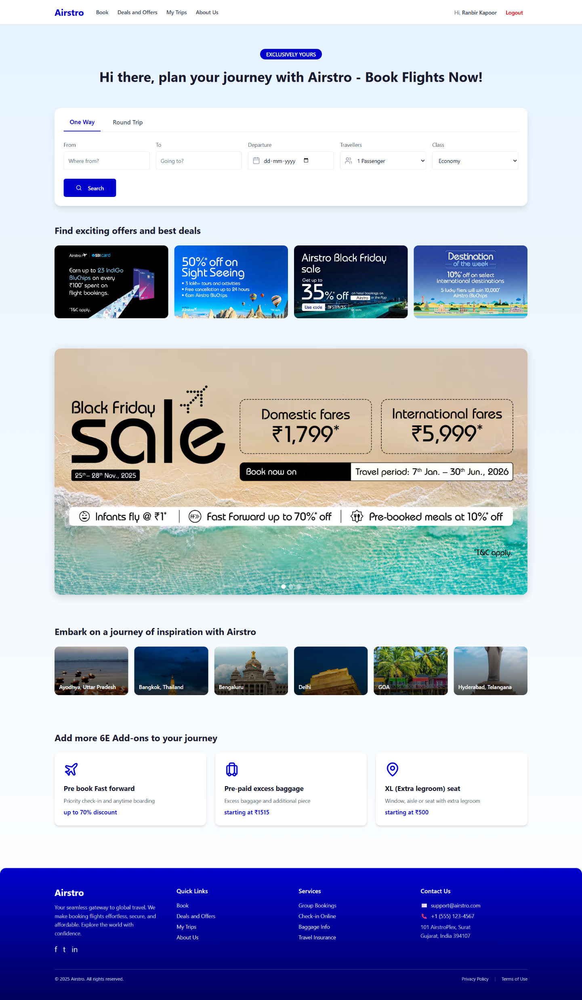 Airstro
Book
Deals and Offers
My Trips
About Us
Hi, Ranbir Kapoor
Logout
EXCLUSIVELY YOURS
Hi there, plan your journey with Airstro - Book Flights Now!
One Way
Round Trip
From
To
Departure
Travellers
Class
Where from?
Going to?
dd-mm-yyyy
1 Passenger
Economy
Search
Find exciting offers and best deals
Airstro
SBI card
Earn up to 23 IndiGo
BluChips on every
₹100* spent on
flight bookings.
*T&C apply.
IndiGo
50%* off on
Sight Seeing
• 3 lakh+ tours and activities
• Free cancellation up to 24 hours
• Earn Airstro BluChips
Airstro
*T&C apply
Airstro Black Friday
sale
Get up to
35%* off
on hotel bookings on
Airstro or the App
Use code BFSTAY35
*T&C apply.
Destination
of the week
10%* off on select
international destinations
5 lucky fliers will win 10,000*
Airstro BluChips
Black Friday
sale
25th – 28th Nov., 2025
Domestic fares
₹1,799*
International fares
₹5,999*
Book now on
Travel period: 7th Jan. – 30th Jun., 2026
Infants fly @ ₹1*
FF
Fast Forward up to 70%* off
Pre-booked meals at 10%* off
*T&C apply.
Embark on a journey of inspiration with Airstro
Ayodhya, Uttar Pradesh
Bangkok, Thailand
Bengaluru
Delhi
GOA
Hyderabad, Telangana
Add more 6E Add-ons to your journey
Pre book Fast forward
Priority check-in and anytime boarding
up to 70% discount
Pre-paid excess baggage
Excess baggage and additional piece
starting at ₹1515
XL (Extra legroom) seat
Window, aisle or seat with extra legroom
starting at ₹500
Airstro
Your seamless gateway to global travel. We
make booking flights effortless, secure, and
affordable. Explore the world with
confidence.
f t in
Quick Links
Book
Deals and Offers
My Trips
About Us
Services
Group Bookings
Check-in Online
Baggage Info
Travel Insurance
Contact Us
support@airstro.com
+1 (555) 123-4567
101 AirstroPlex, Surat
Gujarat, India 394107
© 2025 Airstro. All rights reserved.
Privacy Policy | Terms of Use